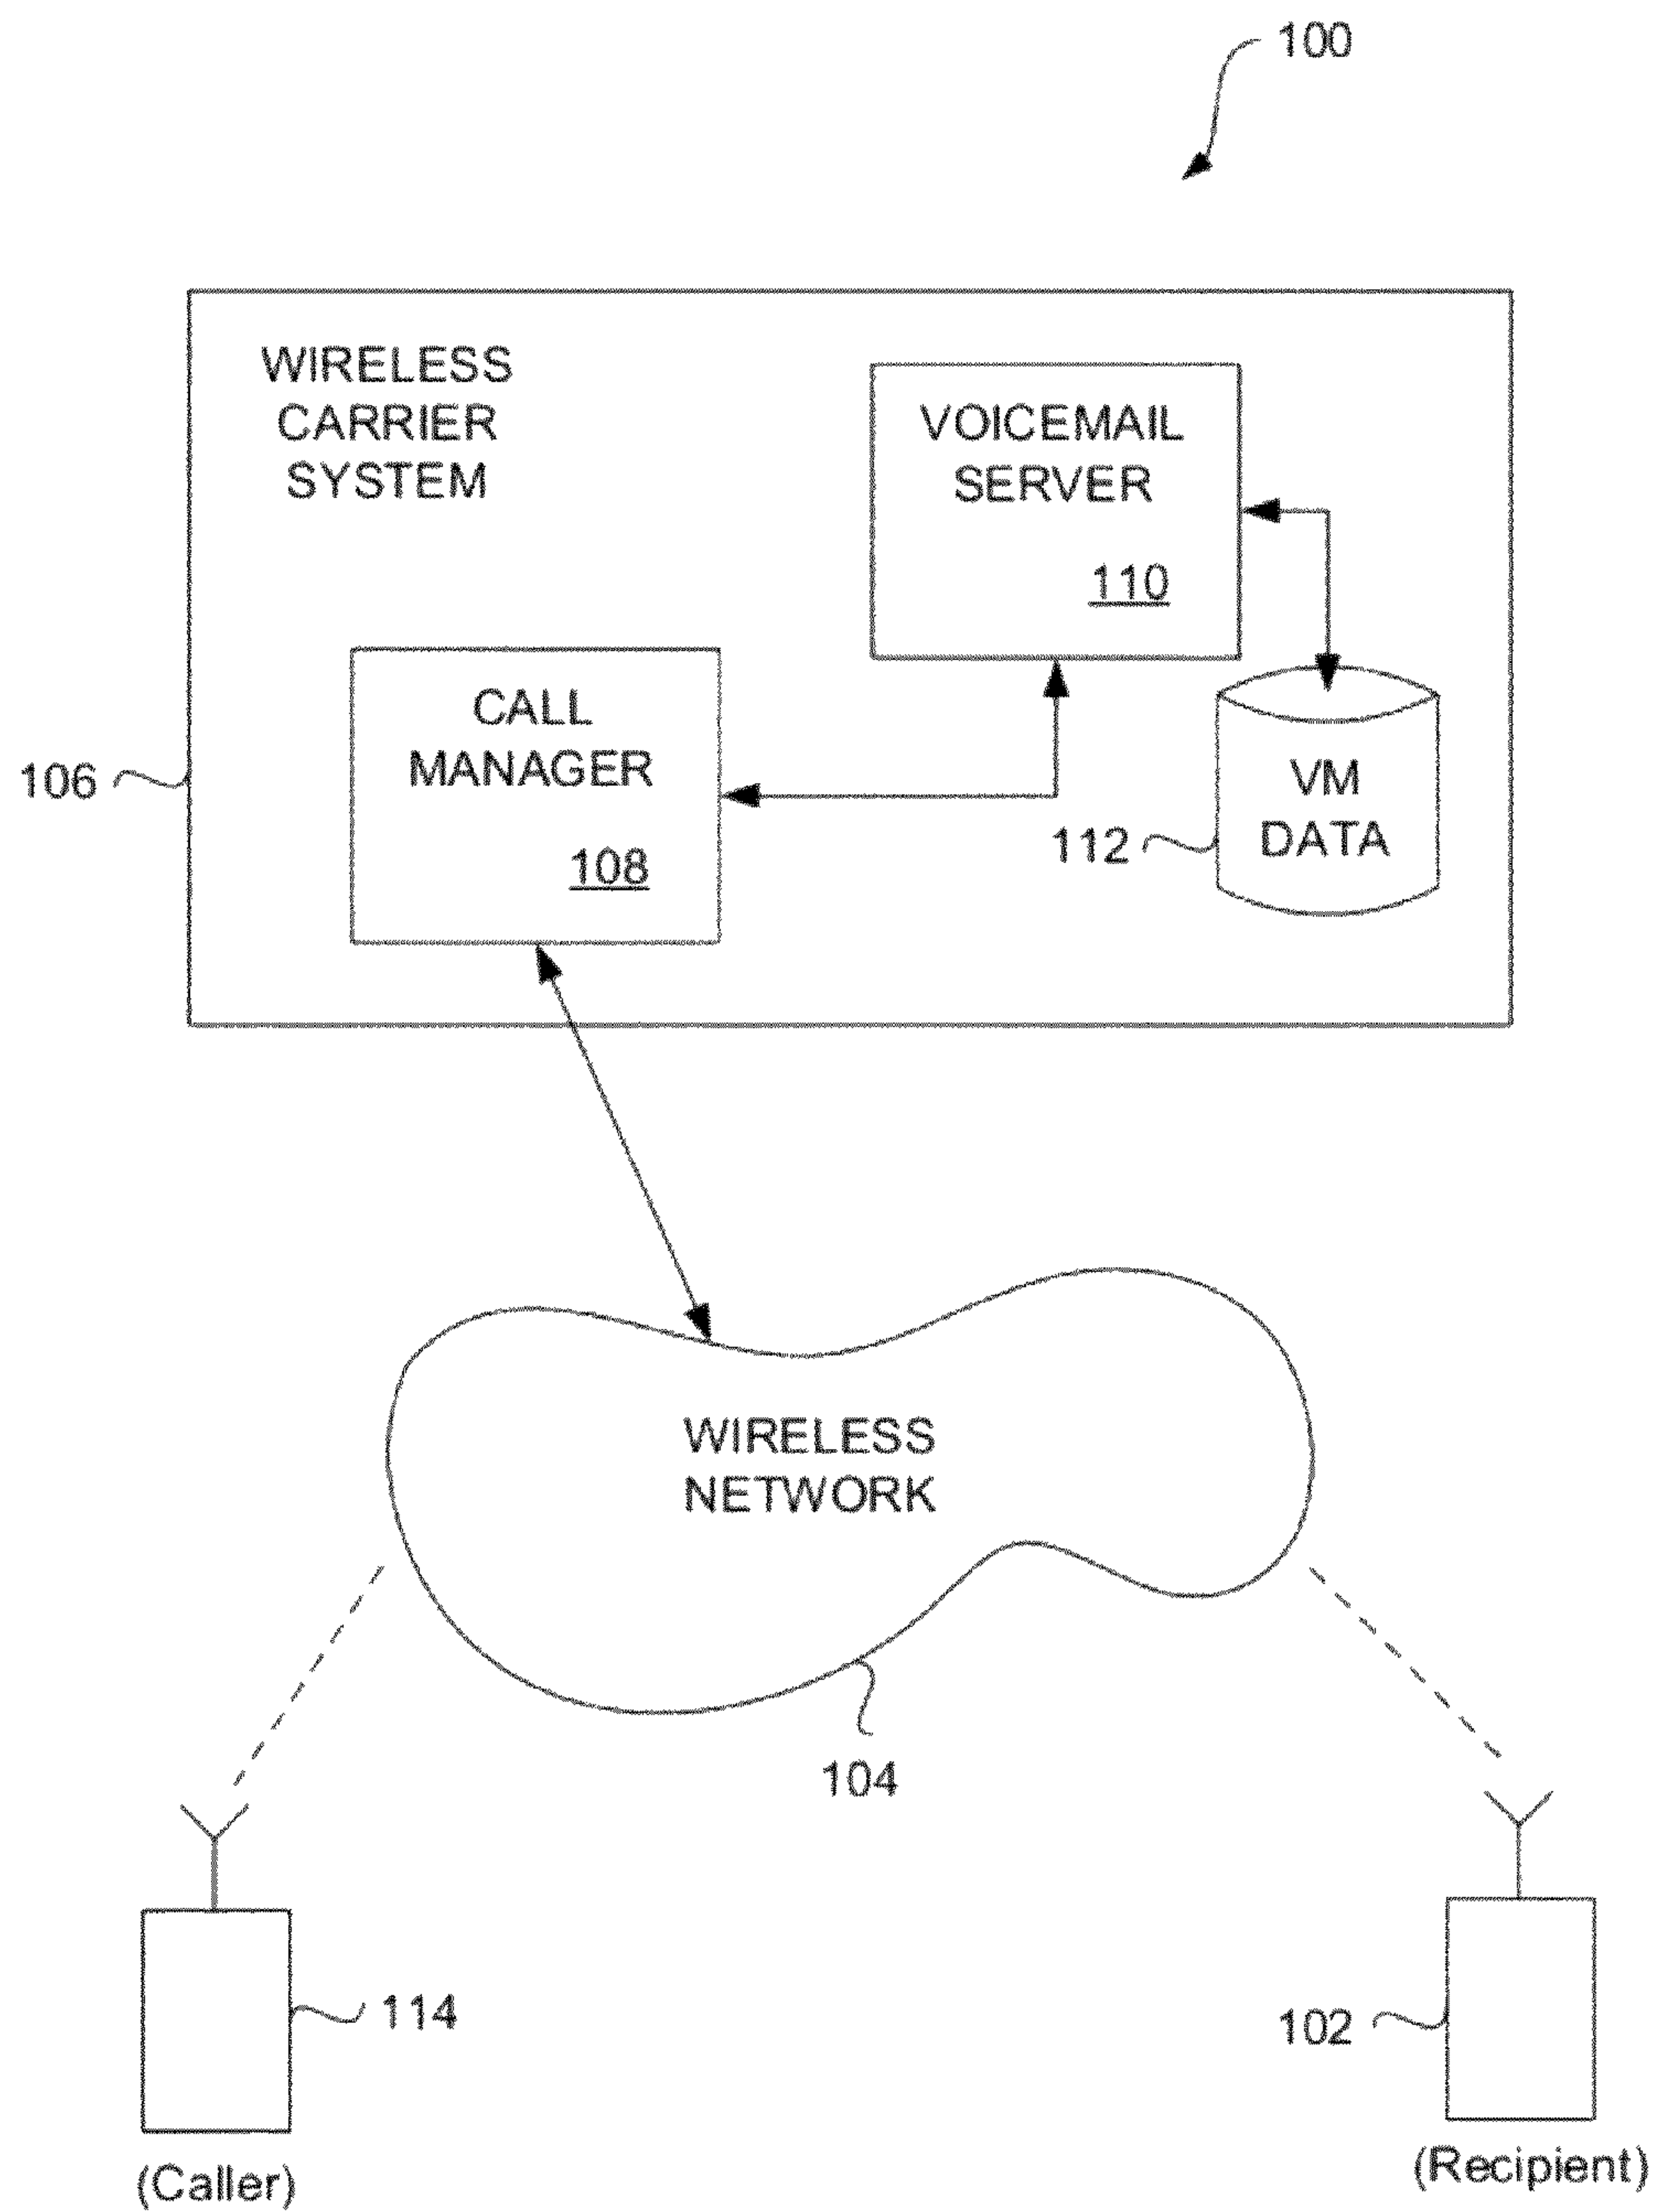 100
WIRELESS
CARRIER
SYSTEM
VOICEMAIL
SERVER
110
CALL
MANAGER
108
106
VM
DATA
112
WIRELESS
NETWORK
104
114
102
(Caller)
(Recipient)